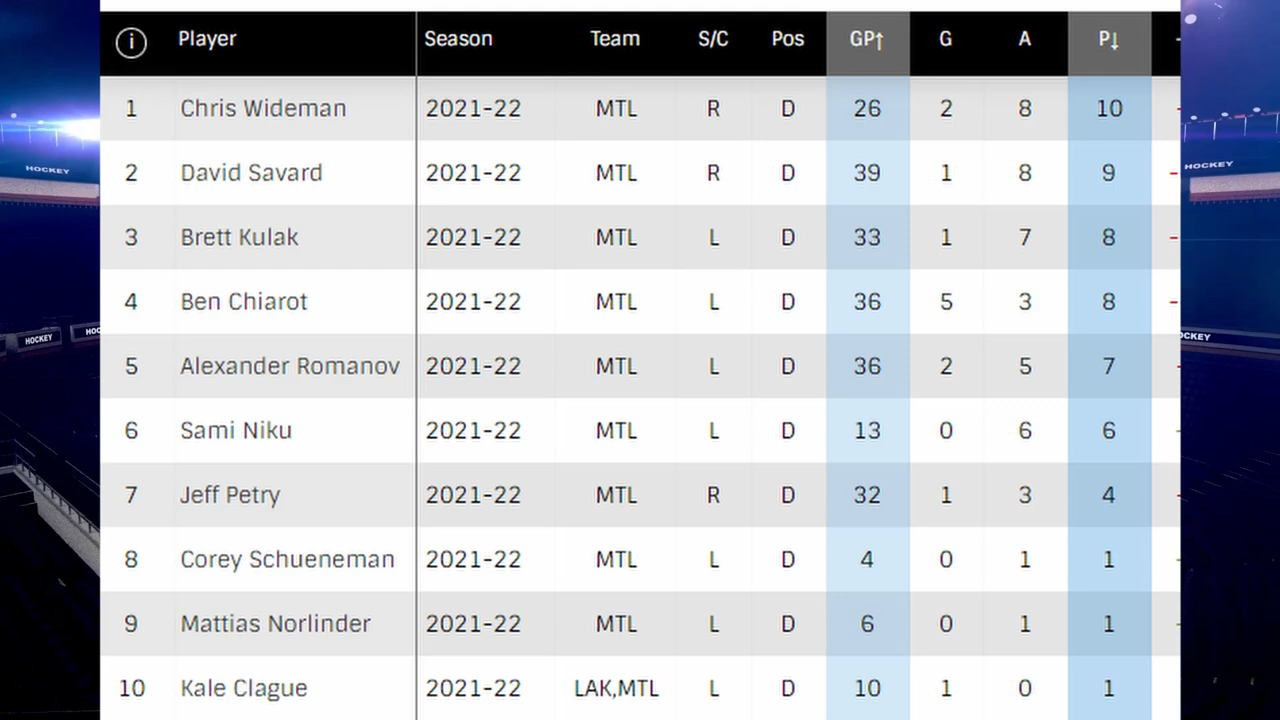 i Player Season Team S/C Pos GP↑ G A P↓
1 Chris Wideman 2021-22 MTL R D 26 2 8 10
HOCKEY
HOCKEY
2 David Savard 2021-22 MTL R D 39 1 8 9 -
3 Brett Kulak 2021-22 MTL L D 33 1 7 8 -
4 Ben Chiarot 2021-22 MTL L D 36 5 3 8 -
HOCKEY
HOC
CKEY
5 Alexander Romanov 2021-22 MTL L D 36 2 5 7 -
6 Sami Niku 2021-22 MTL L D 13 0 6 6
7 Jeff Petry 2021-22 MTL R D 32 1 3 4
8 Corey Schueneman 2021-22 MTL L D 4 0 1 1
9 Mattias Norlinder 2021-22 MTL L D 6 0 1 1
10 Kale Clague 2021-22 LAK,MTL L D 10 1 0 1